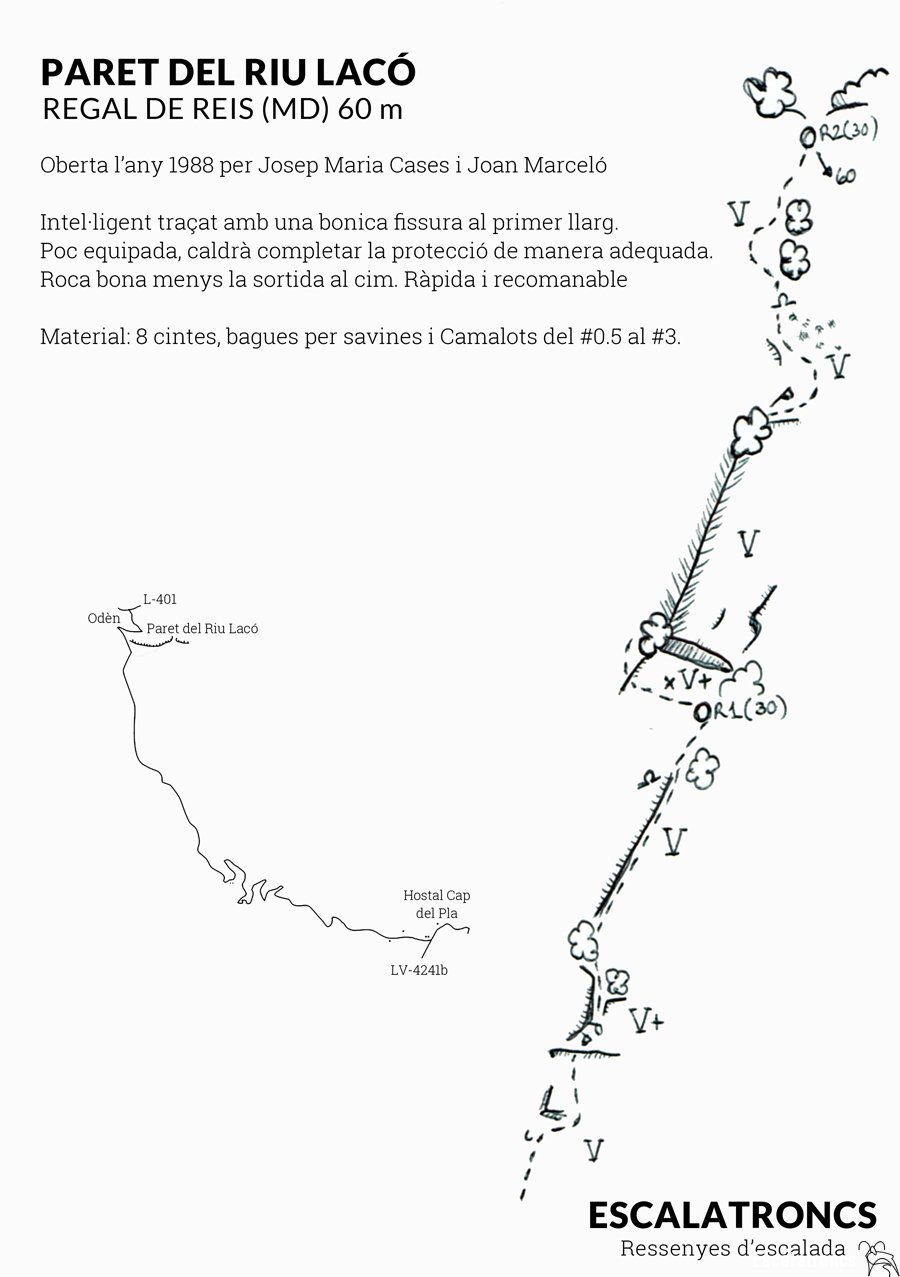 PARET DEL RIU LACÓ
REGAL DE REIS (MD) 60 m
Oberta l'any 1988 per Josep Maria Cases i Joan Marceló
Intel·ligent traçat amb una bonica fissura al primer llarg.
Poc equipada, caldrà completar la protecció de manera adequada.
Roca bona menys la sortida al cim. Ràpida i recomanable
Material: 8 cintes, bagues per savines i Camalots del #0.5 al #3.
R2(30)
60
V
V
V
x V+
R1(30)
V
V+
V
L-401
Odèn
Paret del Riu Lacó
Hostal Cap
del Pla
LV-4241b
ESCALATRONCS
Ressenyes d'escalada
ESCALATRONCS